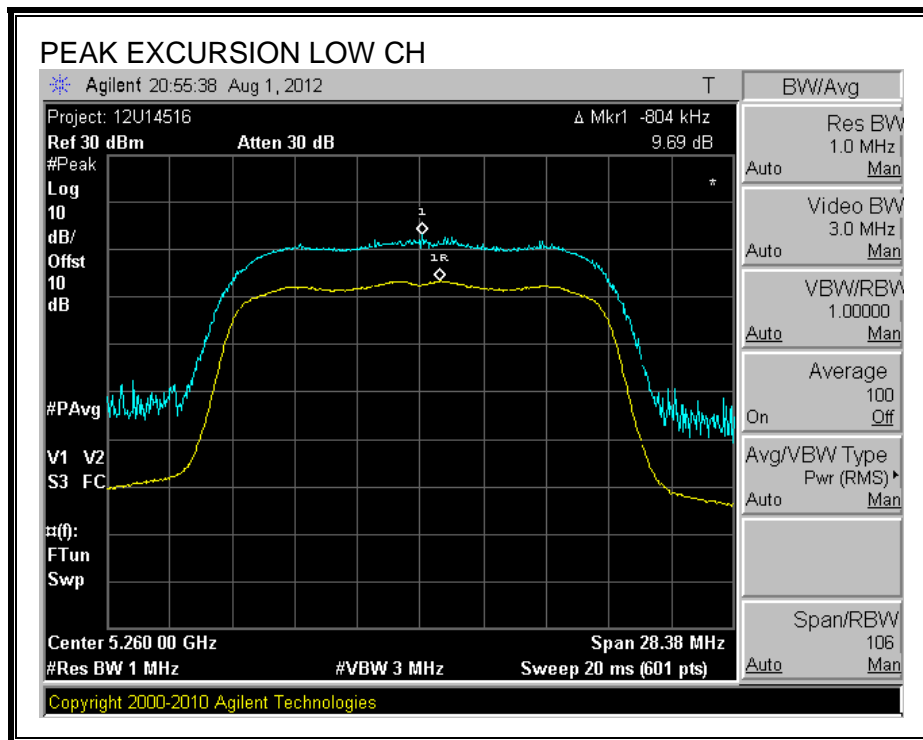 PEAK EXCURSION LOW CH
Agilent 20:55:38 Aug 1, 2012 T
Project: 12U14516 Δ Mkr1 -804 kHz
Ref 30 dBm Atten 30 dB 9.69 dB
#Peak
Log
10
dB/
Offst
10
dB
#PAvg
V1 V2
S3 FC
¤(f):
FTun
Swp
*
1
1R
Center 5.260 00 GHz Span 28.38 MHz
#Res BW 1 MHz #VBW 3 MHz Sweep 20 ms (601 pts)
Copyright 2000-2010 Agilent Technologies
BW/Avg
Res BW
1.0 MHz
Auto Man
Video BW
3.0 MHz
Auto Man
VBW/RBW
1.00000
Auto Man
Average
100
On Off
Avg/VBW Type
Pwr (RMS)
Auto Man
Span/RBW
106
Auto Man